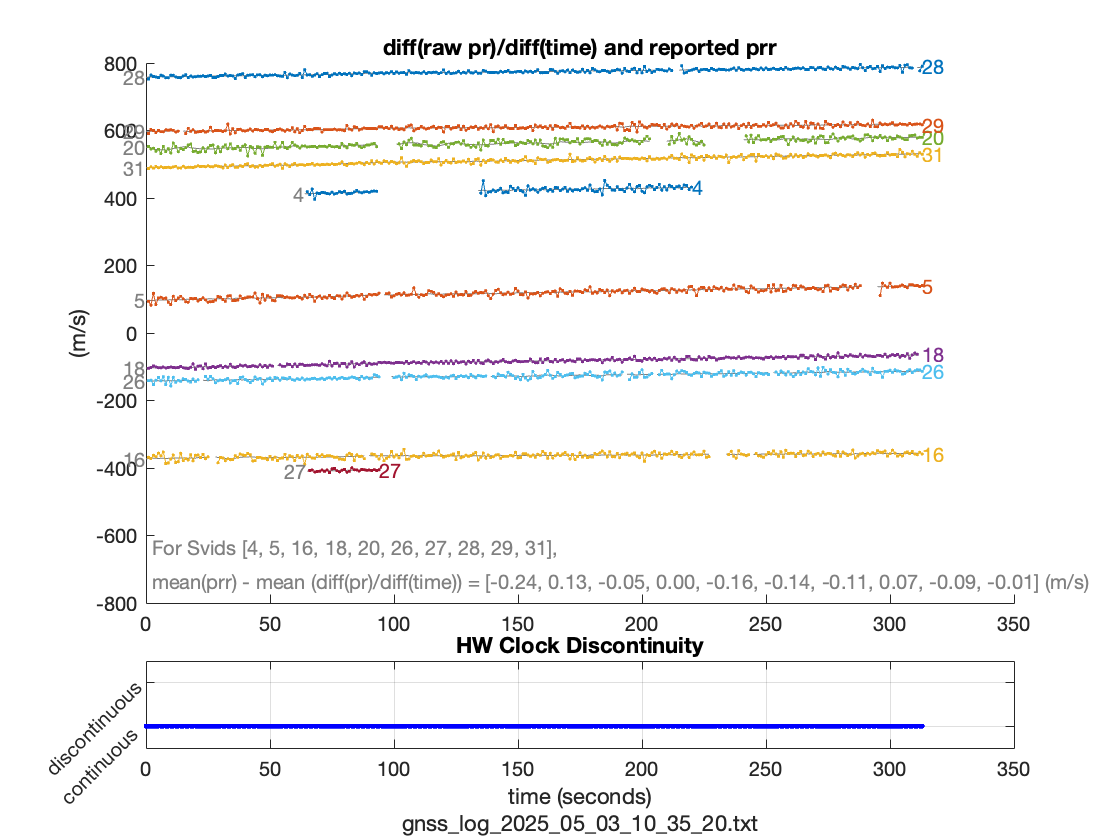 diff(raw pr)/diff(time) and reported prr
800
600
400
200
0
-200
-400
-600
-800
(m/s)
28
29
20
31
4
5
18
26
16
27
28
29
20
31
4
5
18
26
16
27
For Svids [4, 5, 16, 18, 20, 26, 27, 28, 29, 31],
mean(prr) - mean (diff(pr)/diff(time)) = [-0.24, 0.13, -0.05, 0.00, -0.16, -0.14, -0.11, 0.07, -0.09, -0.01] (m/s)
0 50 100 150 200 250 300 350
HW Clock Discontinuity
discontinuous
continuous
0 50 100 150 200 250 300 350
time (seconds)
gnss_log_2025_05_03_10_35_20.txt